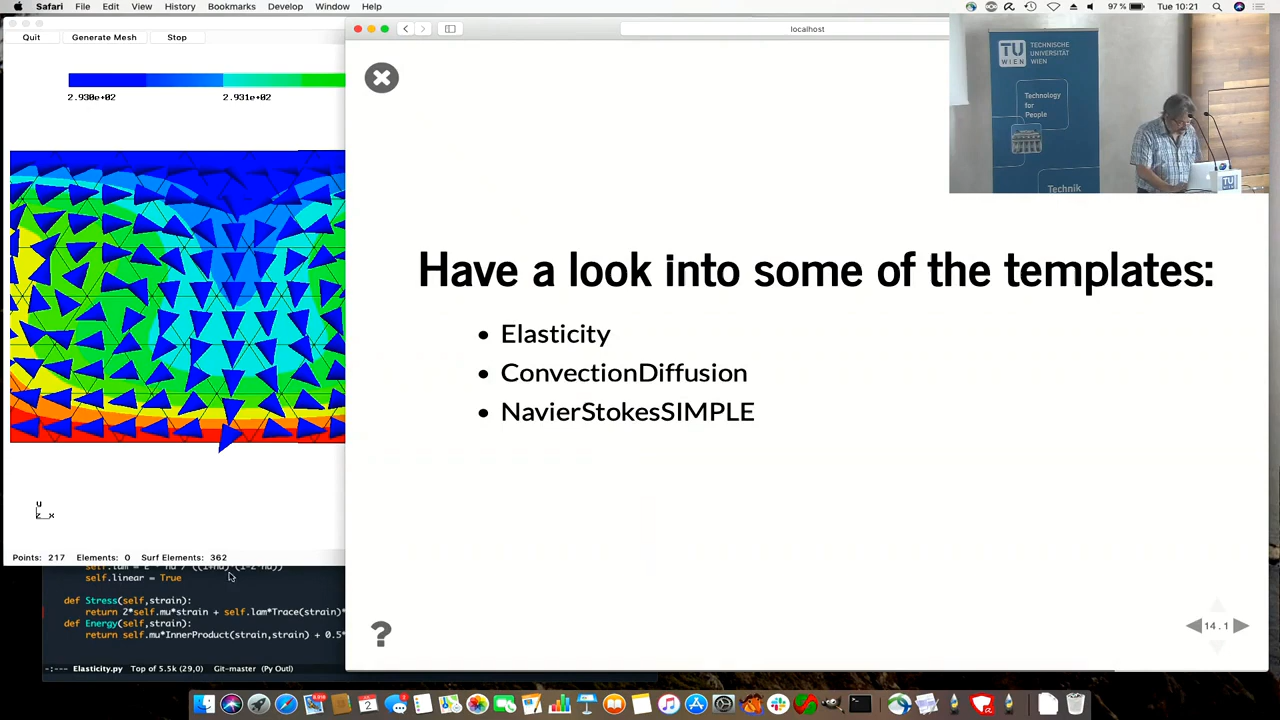 Safari File Edit View History Bookmarks Develop Window Help
97 % Tue 10:21
Quit Generate Mesh Stop
localhost
2.930e+02 2.931e+02
TU WIEN
TECHNISCHE UNIVERSITÄT WIEN
Technology for People
Technik
TU
Have a look into some of the templates:
• Elasticity
• ConvectionDiffusion
• NavierStokesSIMPLE
Points: 217 Elements: 0 Surf Elements: 362
self.linear = True
def Stress(self,strain):
return 2*self.mu*strain + self.lam*Trace(strain)*
def Energy(self,strain):
return self.mu*InnerProduct(strain,strain) + 0.5*
-:--- Elasticity.py Top of 5.5k (29,0) Git-master (Py Outl)
?
14.1